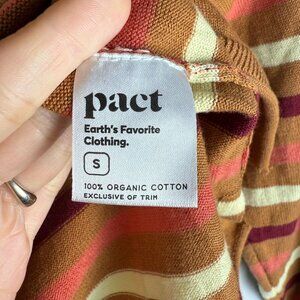 pact
Earth's Favorite
Clothing.
S
100% ORGANIC COTTON
EXCLUSIVE OF TRIM